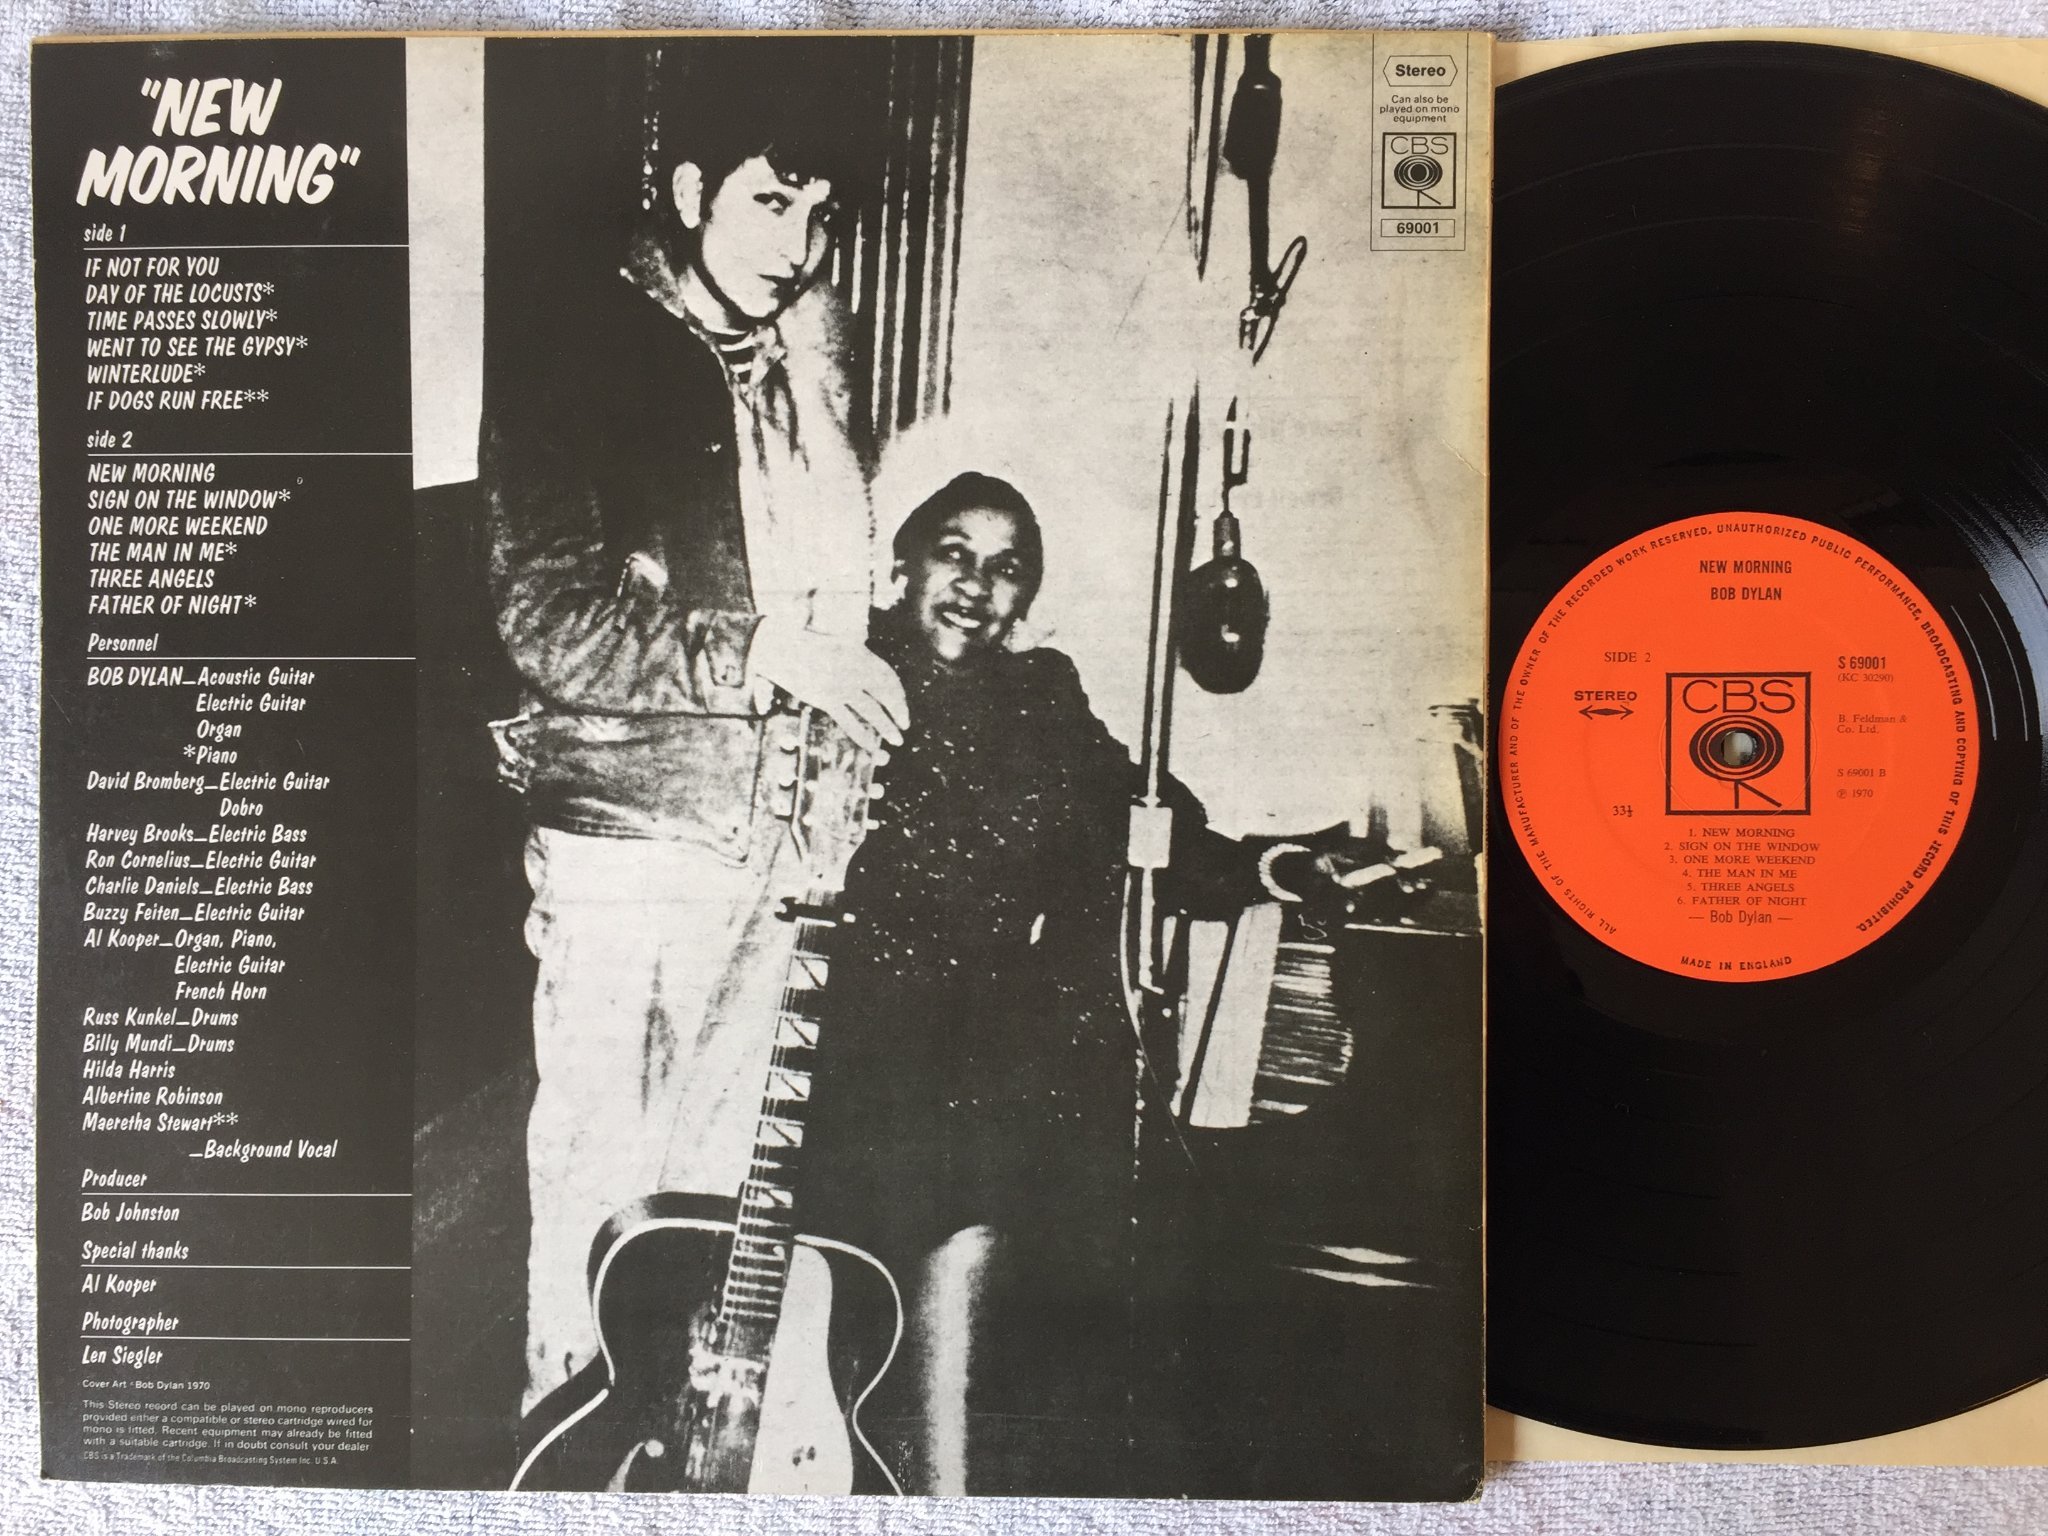 "NEW
MORNING"
side 1
IF NOT FOR YOU
DAY OF THE LOCUSTS*
TIME PASSES SLOWLY*
WENT TO SEE THE GYPSY*
WINTERLUDE*
IF DOGS RUN FREE**
side 2
NEW MORNING
SIGN ON THE WINDOW*
ONE MORE WEEKEND
THE MAN IN ME*
THREE ANGELS
FATHER OF NIGHT*
Personnel
BOB DYLAN_Acoustic Guitar
Electric Guitar
Organ
*Piano
David Bromberg_Electric Guitar
Dobro
Harvey Brooks_Electric Bass
Ron Cornelius_Electric Guitar
Charlie Daniels_Electric Bass
Buzzy Feiten_Electric Guitar
Al Kooper_Organ, Piano,
Electric Guitar
French Horn
Russ Kunkel_Drums
Billy Mundi_Drums
Hilda Harris
Albertine Robinson
Maeretha Stewart**
_Background Vocal
Producer
Bob Johnston
Special thanks
Al Kooper
Photographer
Len Siegler
Cover Art · Bob Dylan 1970
This Stereo record can be played on mono reproducers
provided either a compatible or stereo cartridge wired for
mono is fitted. Recent equipment may already be fitted
with a suitable cartridge. If in doubt consult your dealer
CBS is a Trademark of the Columbia Broadcasting System Inc. U.S.A.
Stereo
Can also be
played on mono
equipment
CBS
69001
ALL RIGHTS OF THE MANUFACTURER AND OF THE OWNER OF THE RECORDED WORK RESERVED. UNAUTHORIZED PUBLIC PERFORMANCE, BROADCASTING AND COPYING OF THIS RECORD PROHIBITED.
NEW MORNING
BOB DYLAN
SIDE 2
S 69001
(KC 30290)
STEREO
CBS
B. Feldman &
Co. Ltd.
S 69001 B
℗ 1970
33⅓
1. NEW MORNING
2. SIGN ON THE WINDOW
3. ONE MORE WEEKEND
4. THE MAN IN ME
5. THREE ANGELS
6. FATHER OF NIGHT
— Bob Dylan —
MADE IN ENGLAND